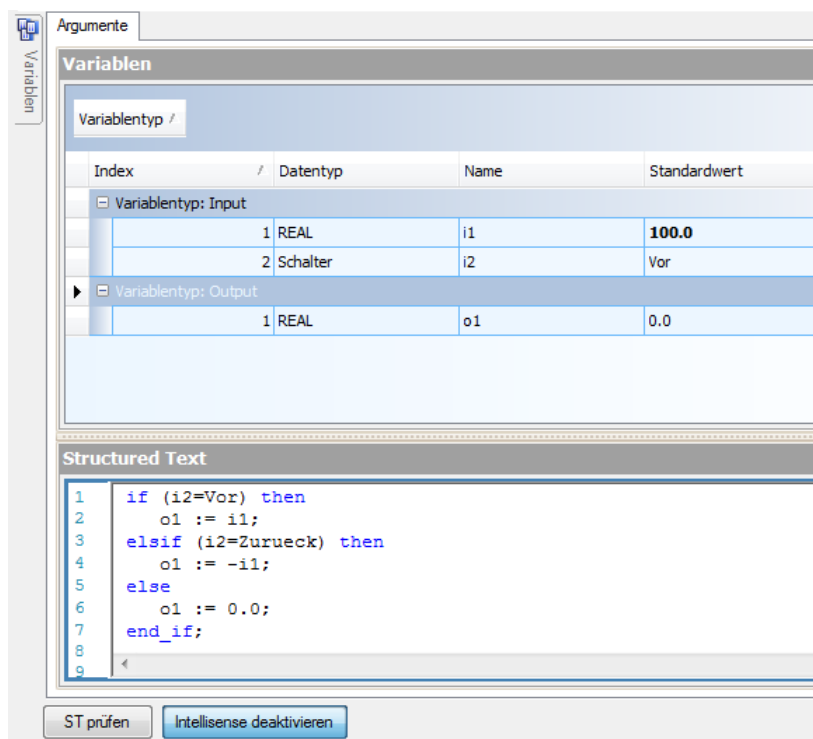 Argumente
Variablen
Variablen
Variablentyp /
Index / Datentyp Name Standardwert
Variablentyp: Input
1 REAL i1 100.0
2 Schalter i2 Vor
Variablentyp: Output
1 REAL o1 0.0
Structured Text
1 if (i2=Vor) then
2 o1 := i1;
3 elsif (i2=Zurueck) then
4 o1 := -i1;
5 else
6 o1 := 0.0;
7 end_if;
8
9
ST prüfen Intellisense deaktivieren